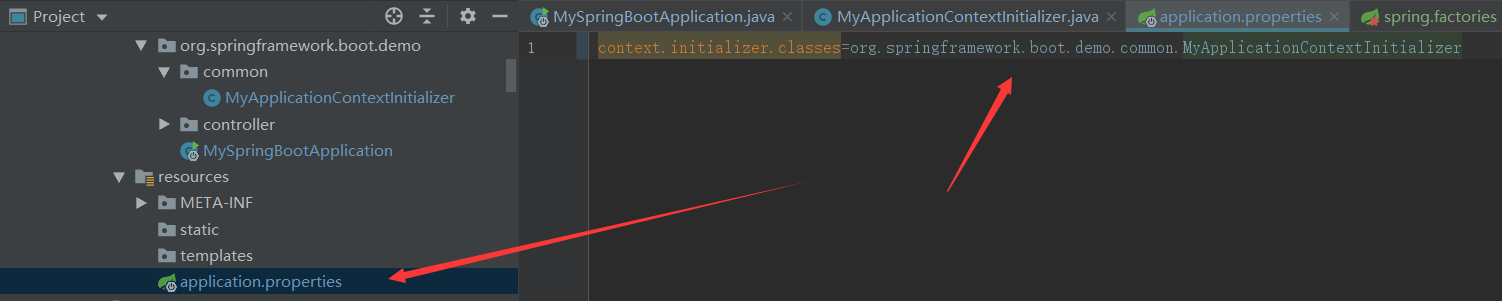 Project
MySpringBootApplication.java
MyApplicationContextInitializer.java
application.properties
spring.factories
org.springframework.boot.demo
common
MyApplicationContextInitializer
controller
MySpringBootApplication
resources
META-INF
static
templates
application.properties
1
context.initializer.classes=org.springframework.boot.demo.common.MyApplicationContextInitializer